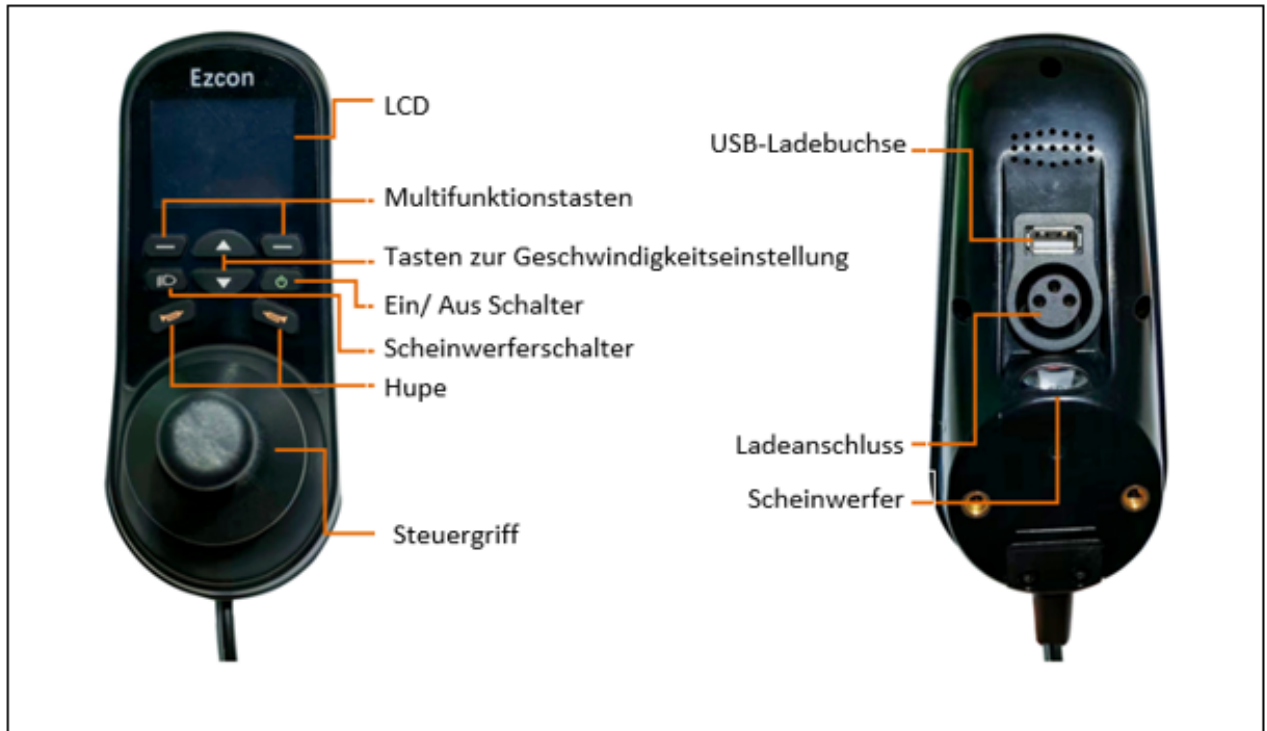 Ezcon
LCD
Multifunktionstasten
Tasten zur Geschwindigkeitseinstellung
Ein/ Aus Schalter
Scheinwerferschalter
Hupe
Steuergriff
USB-Ladebuchse
Ladeanschluss
Scheinwerfer